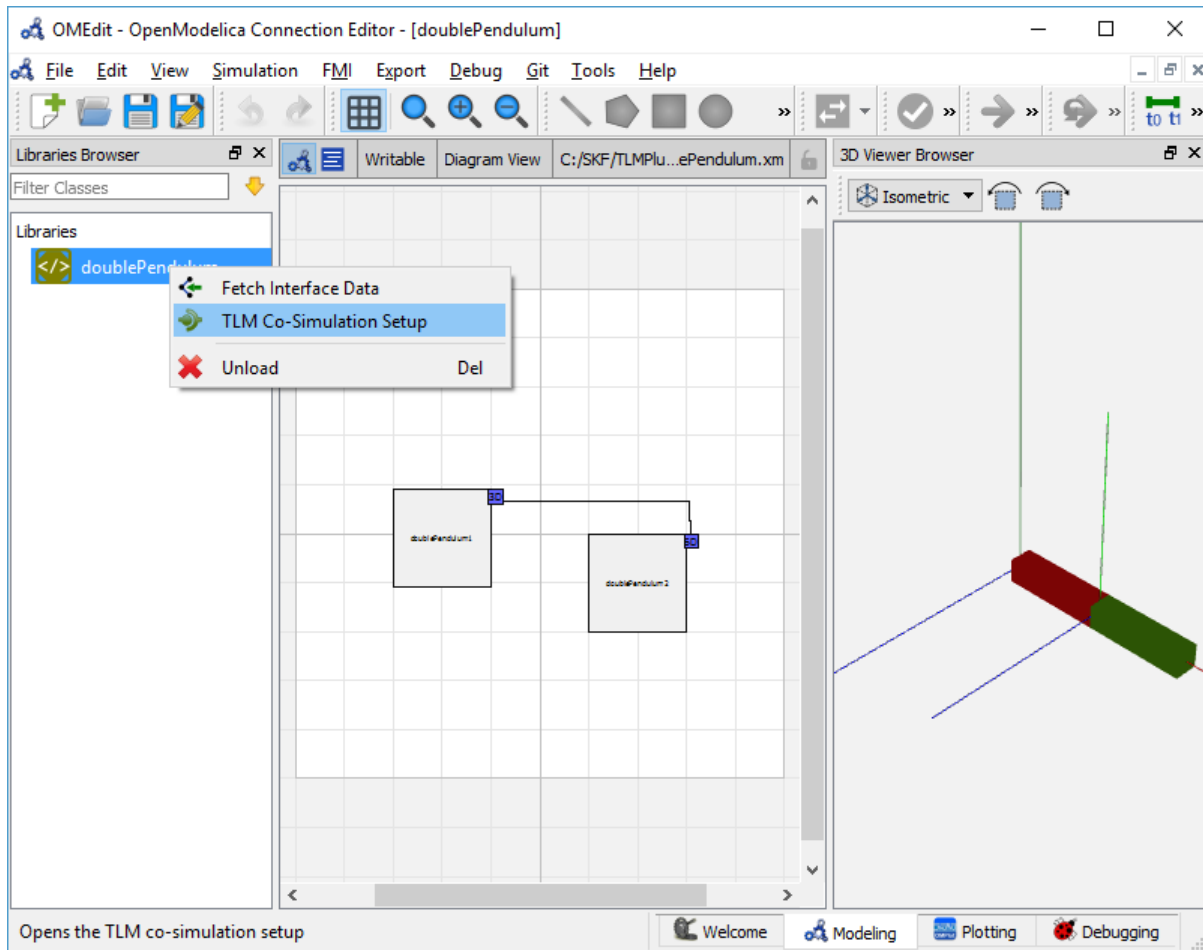 OMEdit - OpenModelica Connection Editor - [doublePendulum]
File Edit View Simulation FMI Export Debug Git Tools Help
t0 t1
Libraries Browser
Writable
Diagram View
C:/SKF/TLMPlu...ePendulum.xm
3D Viewer Browser
Filter Classes
Isometric
Libraries
</> doublePendulum
Fetch Interface Data
TLM Co-Simulation Setup
Unload Del
3D
doublePendulum1
3D
doublePendulum2
Opens the TLM co-simulation setup
Welcome
Modeling
Plotting
Debugging